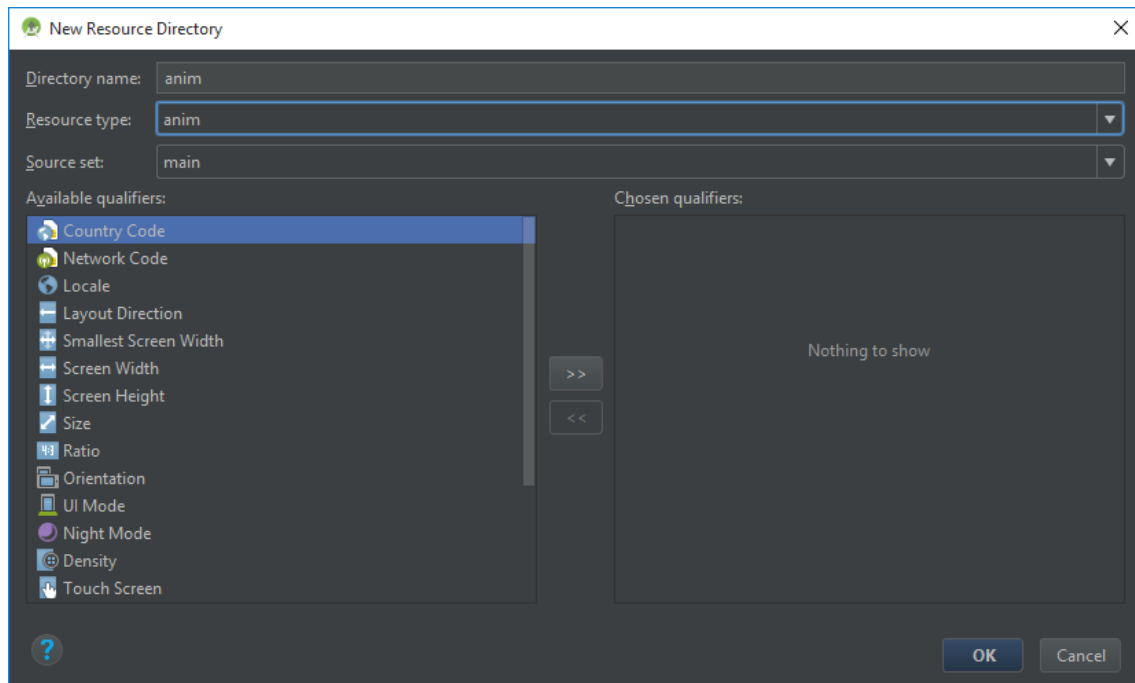 New Resource Directory
Directory name: anim
Resource type: anim
Source set: main
Available qualifiers:
Chosen qualifiers:
Country Code
Network Code
Locale
Layout Direction
Smallest Screen Width
Screen Width
Screen Height
Size
Ratio
Orientation
UI Mode
Night Mode
Density
Touch Screen
>>
<<
Nothing to show
?
OK
Cancel